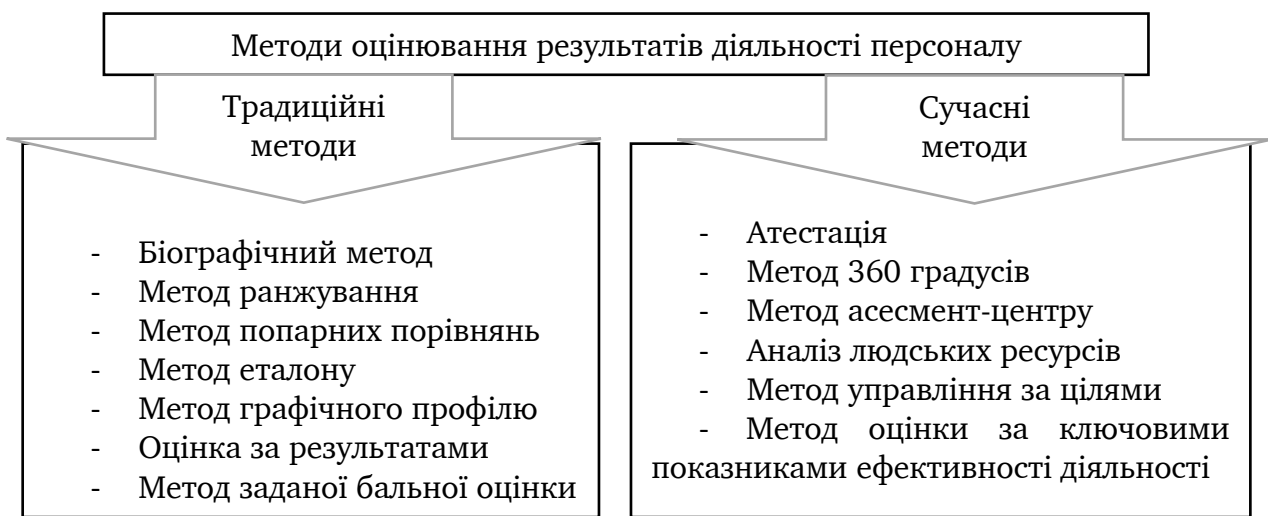 Методи оцінювання результатів діяльності персоналу
Традиційні
методи
- Біографічний метод
- Метод ранжування
- Метод попарних порівнянь
- Метод еталону
- Метод графічного профілю
- Оцінка за результатами
- Метод заданої бальної оцінки
Сучасні
методи
- Атестація
- Метод 360 градусів
- Метод асесмент-центру
- Аналіз людських ресурсів
- Метод управління за цілями
- Метод оцінки за ключовими
показниками ефективності діяльності